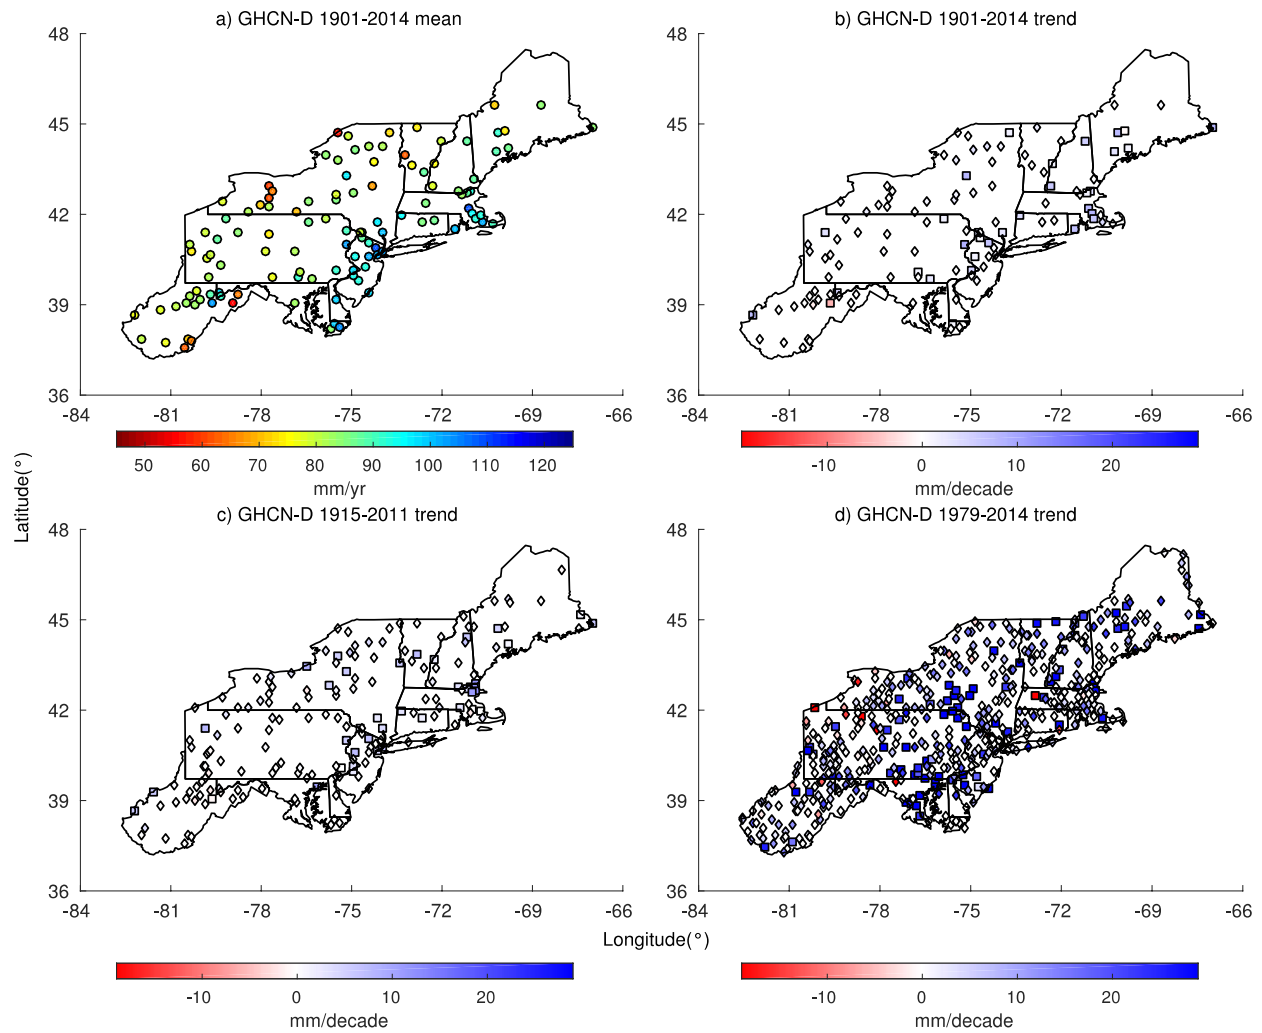 a) GHCN-D 1901-2014 mean
b) GHCN-D 1901-2014 trend
48
45
42
39
36
-84 -81 -78 -75 -72 -69 -66
50 60 70 80 90 100 110 120
mm/yr
48
45
42
39
36
-84 -81 -78 -75 -72 -69 -66
-10 0 10 20
mm/decade
Latitude(°)
c) GHCN-D 1915-2011 trend
d) GHCN-D 1979-2014 trend
48
45
42
39
36
-84 -81 -78 -75 -72 -69 -66
-10 0 10 20
mm/decade
48
45
42
39
36
-84 -81 -78 -75 -72 -69 -66
Longitude(°)
-10 0 10 20
mm/decade